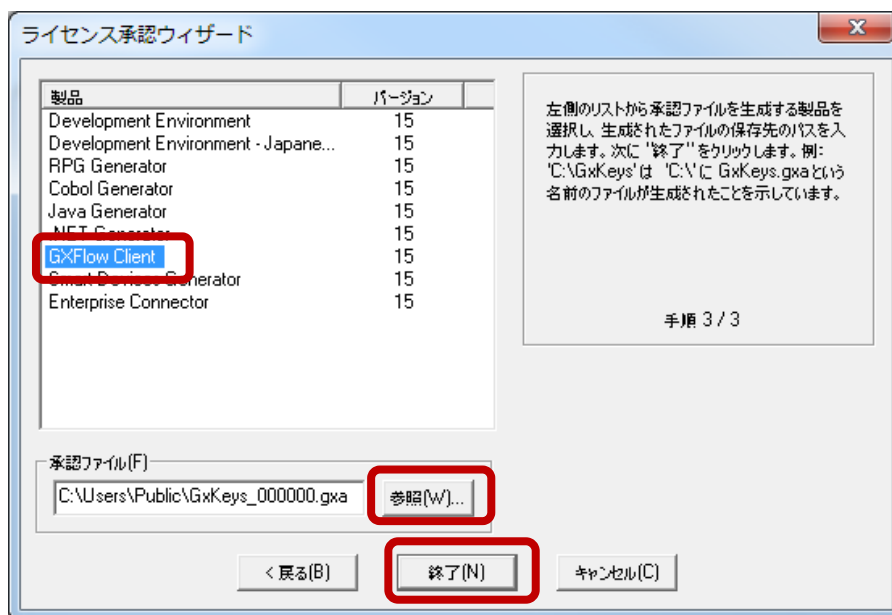 ライセンス承認ウィザード
製品 バージョン
Development Environment 15
Development Environment - Japane... 15
RPG Generator 15
Cobol Generator 15
Java Generator 15
.NET Generator 15
GXFlow Client 15
Smart Devices Generator 15
Enterprise Connector 15
左側のリストから承認ファイルを生成する製品を
選択し、生成されたファイルの保存先のパスを入
力します。次に "終了" をクリックします。例:
'C:\GxKeys' は 'C:\' に GxKeys.gxa という
名前のファイルが生成されたことを示しています。
手順 3 / 3
承認ファイル(F)
C:\Users\Public\GxKeys_000000.gxa 参照(W)...
< 戻る(B) 終了(N) キャンセル(C)